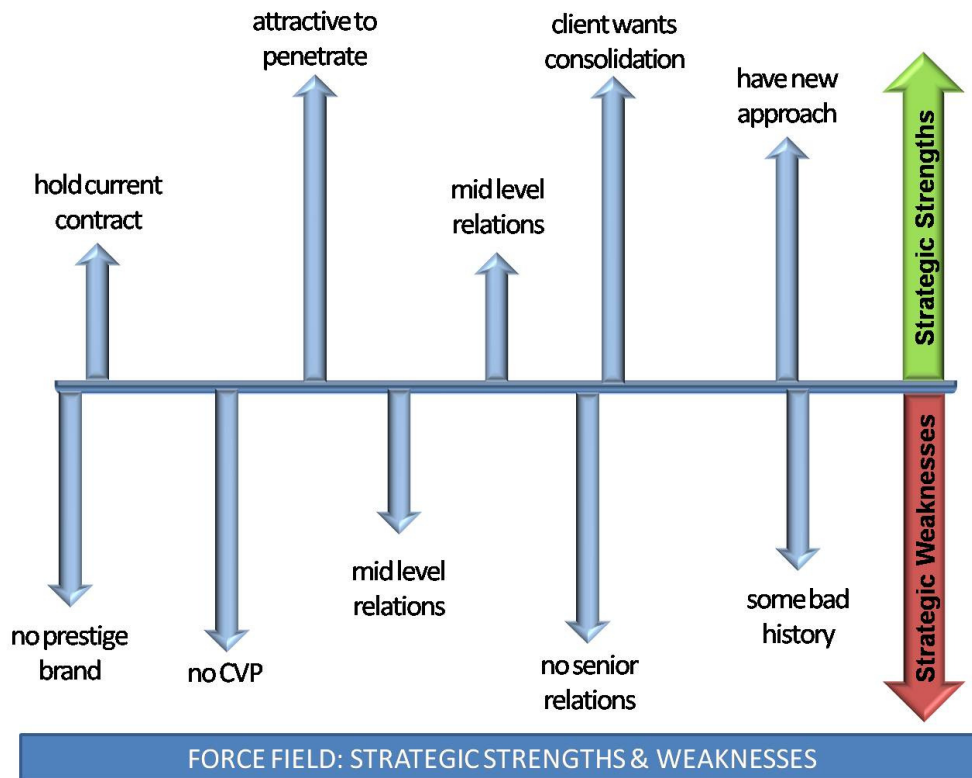 attractive to
penetrate
client wants
consolidation
have new
approach
hold current
contract
mid level
relations
Strategic Strengths
Strategic Weaknesses
no prestige
brand
no CVP
mid level
relations
no senior
relations
some bad
history
FORCE FIELD: STRATEGIC STRENGTHS & WEAKNESSES